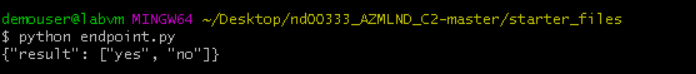 demouser@labvm MINGW64 ~/Desktop/nd00333_AZMLND_C2-master/starter_files
$ python endpoint.py
{"result": ["yes", "no"]}